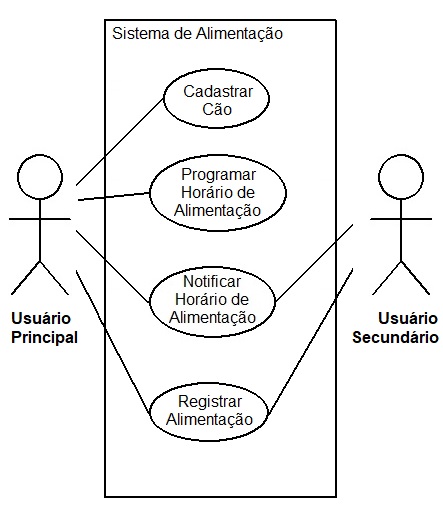 Sistema de Alimentação
Cadastrar
Cão
Programar
Horário de
Alimentação
Notificar
Horário de
Alimentação
Registrar
Alimentação
Usuário
Principal
Usuário
Secundário